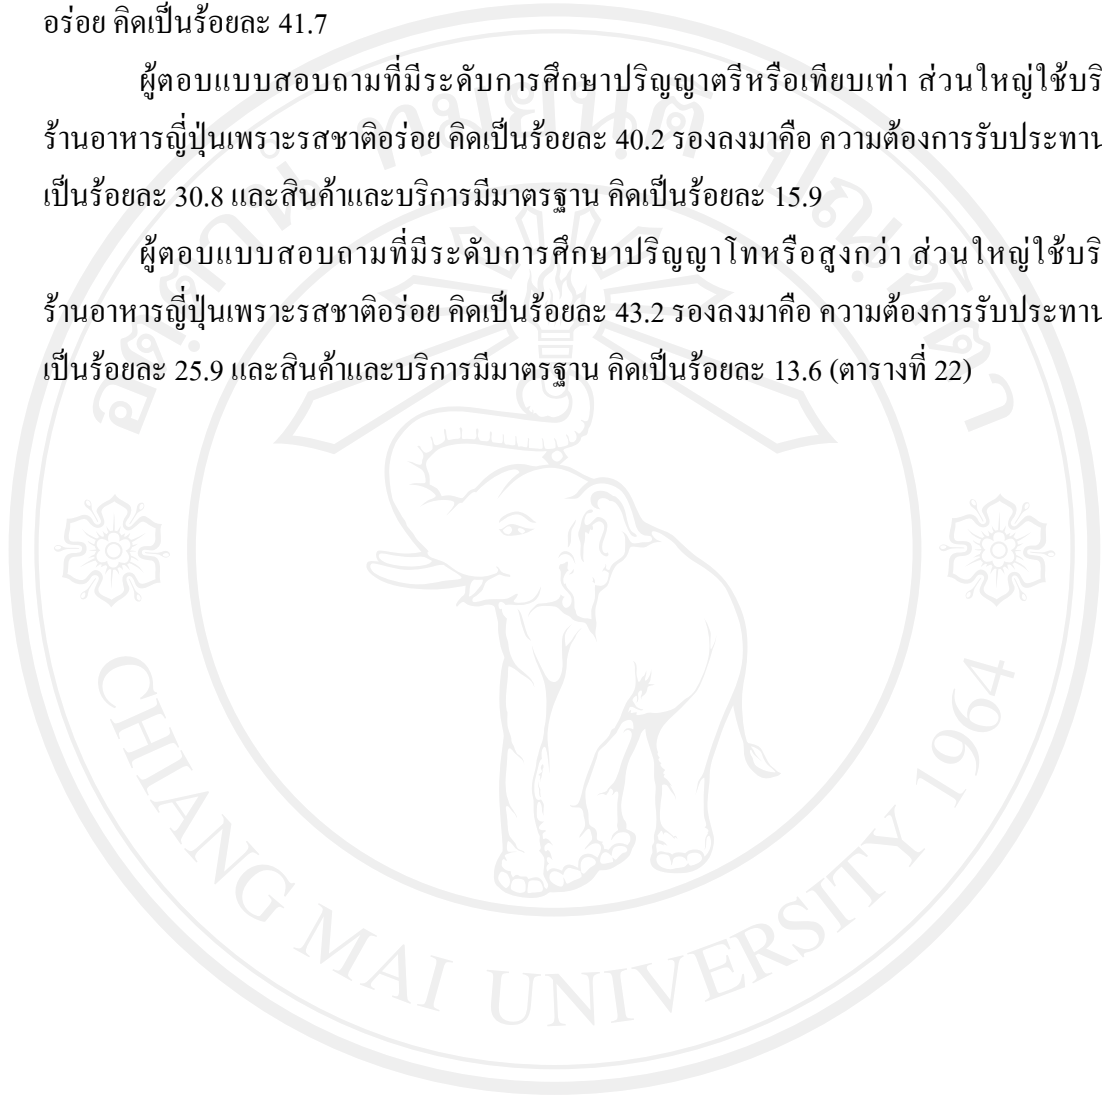 อร่อย คิดเป็นร้อยละ 41.7
ผู้ตอบแบบสอบถามที่มีระดับการศึกษาปริญญาตรีหรือเทียบเท่า ส่วนใหญ่ใช้บริ
ร้านอาหารญี่ปุ่นเพราะรสชาติอร่อย คิดเป็นร้อยละ 40.2 รองลงมาคือ ความต้องการรับประทาน
เป็นร้อยละ 30.8 และสินค้าและบริการมีมาตรฐาน คิดเป็นร้อยละ 15.9
ผู้ตอบแบบสอบถามที่มีระดับการศึกษาปริญญาโทหรือสูงกว่า ส่วนใหญ่ใช้บริ
ร้านอาหารญี่ปุ่นเพราะรสชาติอร่อย คิดเป็นร้อยละ 43.2 รองลงมาคือ ความต้องการรับประทาน
เป็นร้อยละ 25.9 และสินค้าและบริการมีมาตรฐาน คิดเป็นร้อยละ 13.6 (ตารางที่ 22)
อตฺตานํ ทมยนฺติ ปณฺฑิตา
CHIANG MAI UNIVERSITY 1964